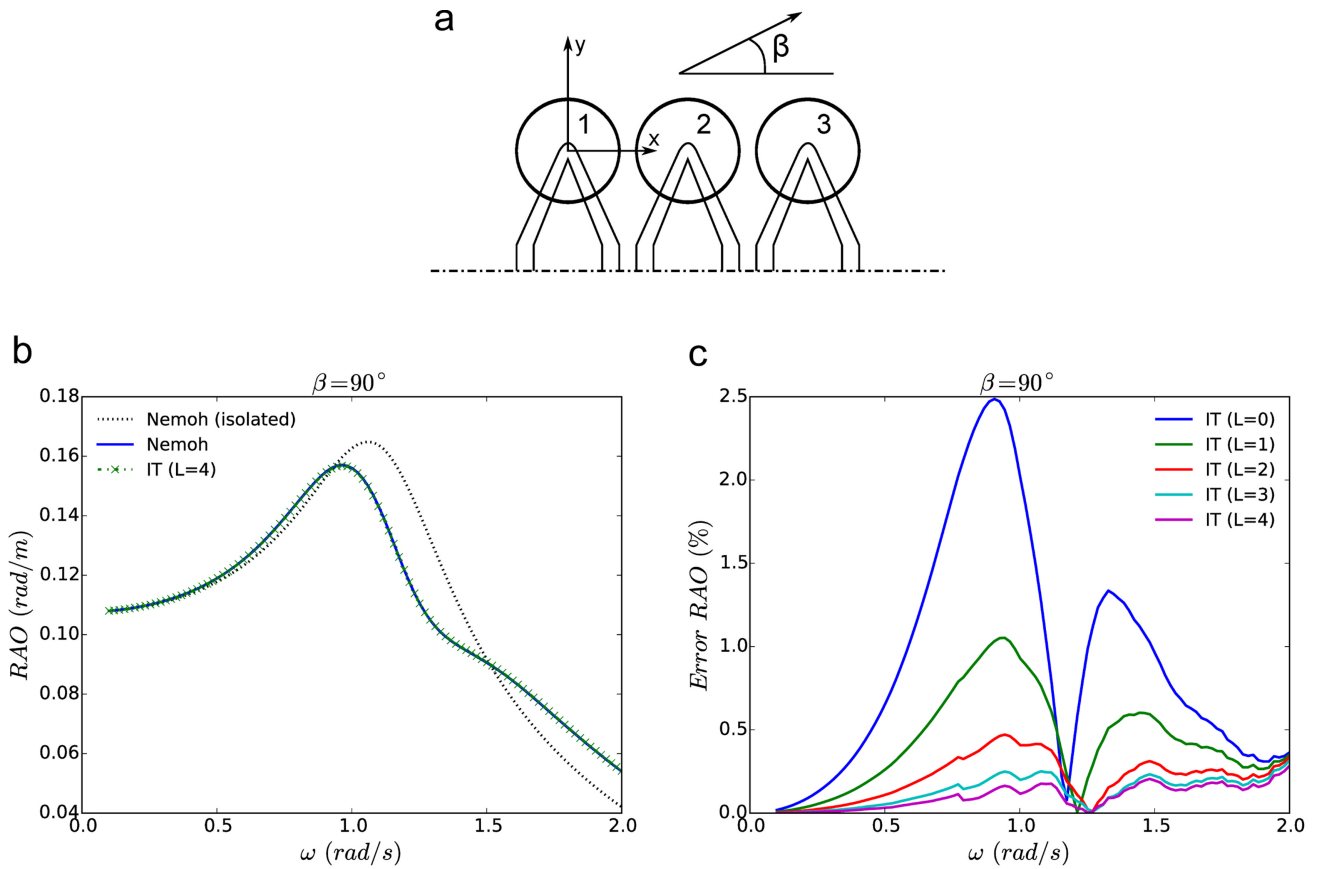 a
y
β
1
2
3
x
b
β=90°
RAO (rad/m)
0.18
0.16
0.14
0.12
0.10
0.08
0.06
0.04
Nemoh (isolated)
Nemoh
IT (L=4)
0.0 0.5 1.0 1.5 2.0
ω (rad/s)
c
β=90°
Error RAO (%)
2.5
2.0
1.5
1.0
0.5
0.0
IT (L=0)
IT (L=1)
IT (L=2)
IT (L=3)
IT (L=4)
0.0 0.5 1.0 1.5 2.0
ω (rad/s)